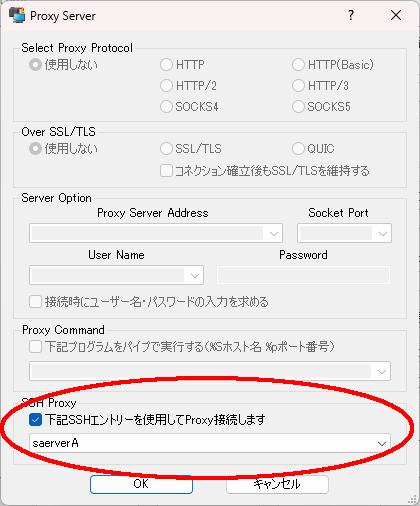 Proxy Server
Select Proxy Protocol
使用しない HTTP HTTP(Basic)
HTTP/2 HTTP/3
SOCKS4 SOCKS5
Over SSL/TLS
使用しない SSL/TLS QUIC
コネクション確立後もSSL/TLSを維持する
Server Option
Proxy Server Address Socket Port
User Name Password
接続時にユーザー名・パスワードの入力を求める
Proxy Command
下記プログラムをパイプで実行する(%Sホスト名 %pポート番号)
SSH Proxy
下記SSHエントリーを使用してProxy接続します
saerverA
OK キャンセル